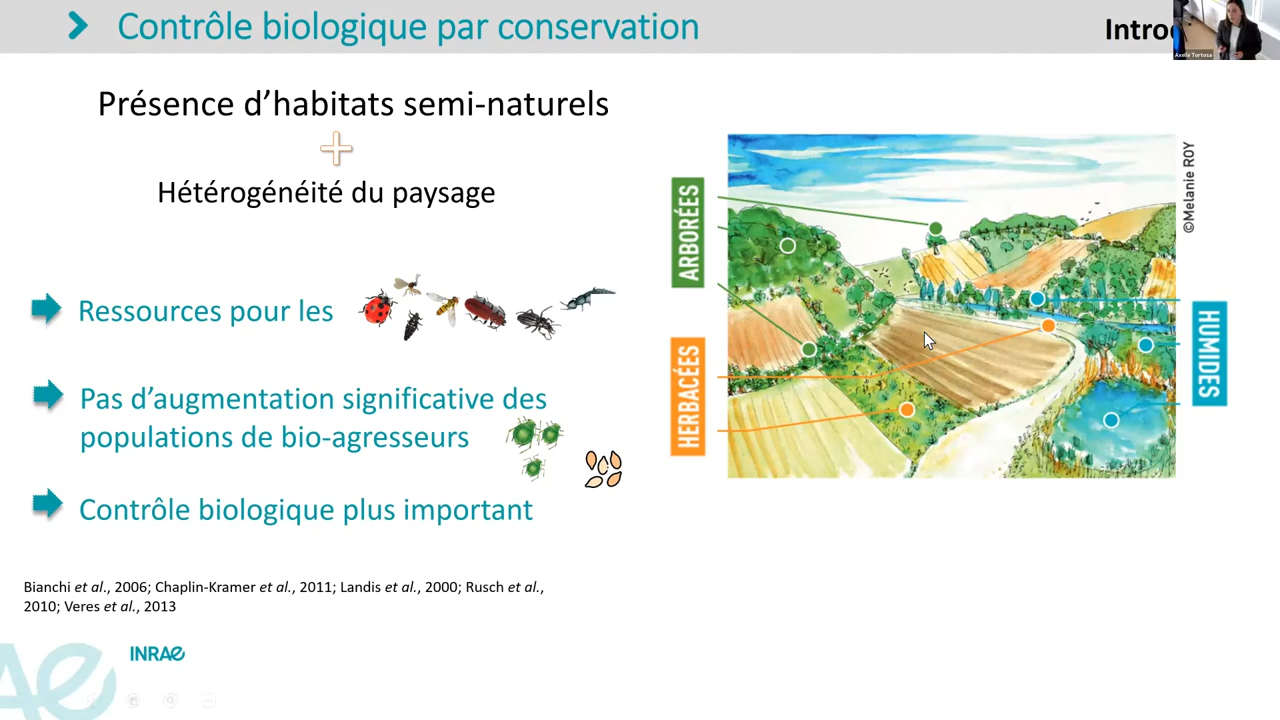 Contrôle biologique par conservation
Présence d’habitats semi-naturels
Hétérogénéité du paysage
Ressources pour les
Pas d’augmentation significative des
populations de bio-agresseurs
Contrôle biologique plus important
Bianchi et al., 2006; Chaplin-Kramer et al., 2011; Landis et al., 2000; Rusch et al.,
2010; Veres et al., 2013
INRAE
ARBORÉES
HERBACÉES
HUMIDES
©Melanie ROY
Axelle Tortosa